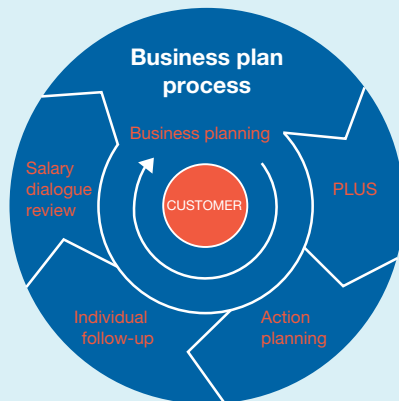 Business plan
process
Business planning
Salary
dialogue
review
CUSTOMER
PLUS
Individual
follow-up
Action
planning